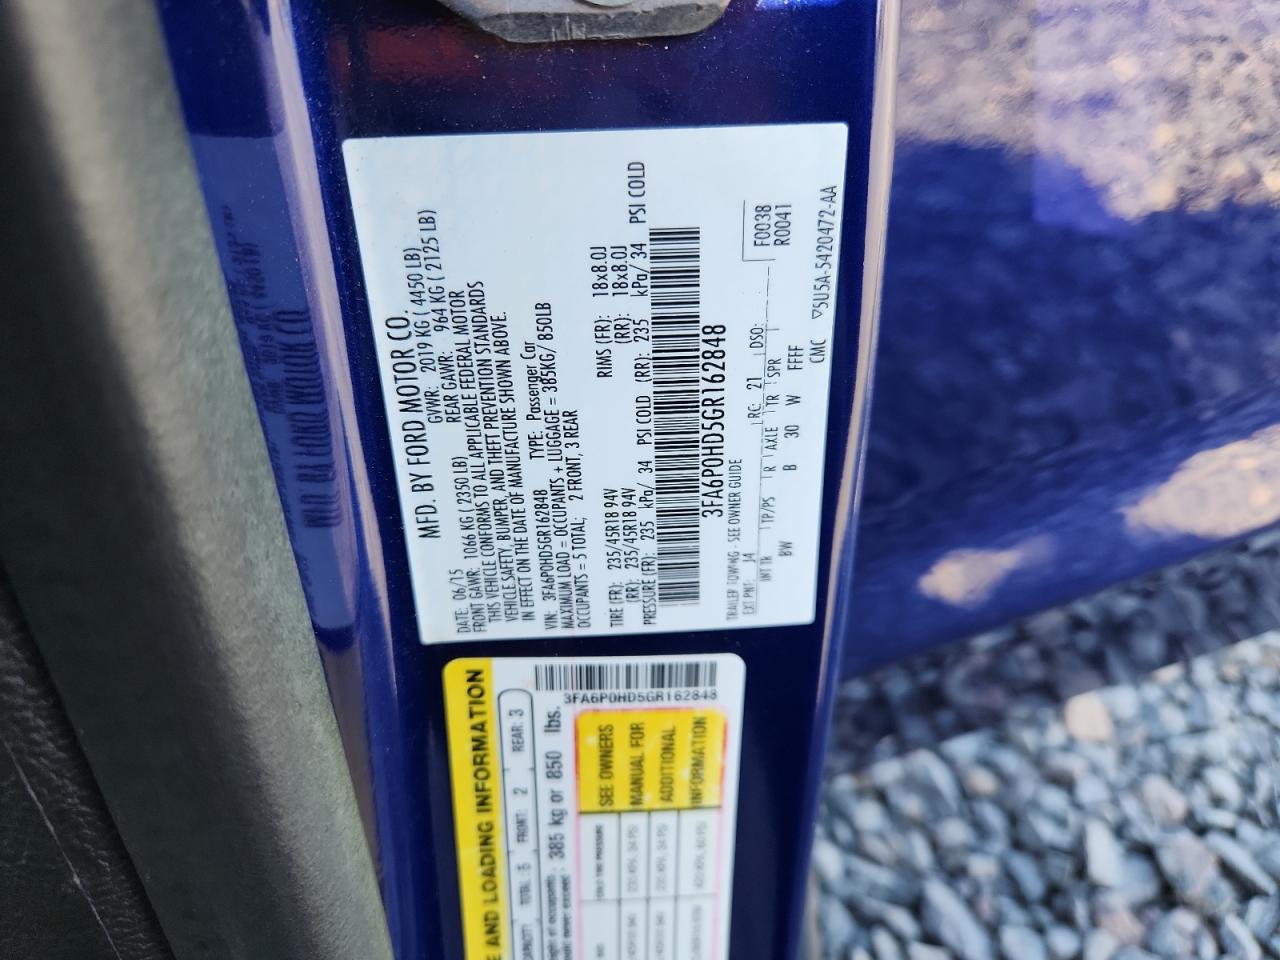 MFD. BY FORD MOTOR CO.
DATE: 06/15 GVWR: 2019 KG ( 4450 LB)
FRONT GAWR: 1066 KG ( 2350 LB) REAR GAWR: 964 KG ( 2125 LB)
THIS VEHICLE CONFORMS TO ALL APPLICABLE FEDERAL MOTOR
VEHICLE SAFETY, BUMPER, AND THEFT PREVENTION STANDARDS
IN EFFECT ON THE DATE OF MANUFACTURE SHOWN ABOVE.
VIN: 3FA6P0HD5GR162848 TYPE: Passenger Car
MAXIMUM LOAD = OCCUPANTS + LUGGAGE = 385KG/ 850LB
OCCUPANTS = 5 TOTAL; 2 FRONT, 3 REAR
TIRE (FR): 235/45R18 94V RIMS (FR): 18x8.0J
(RR): 235/45R18 94V (RR): 18x8.0J
PRESSURE (FR): 235 kPa/ 34 PSI COLD (RR): 235 kPa/ 34 PSI COLD
3FA6P0HD5GR162848
TRAILER TOWING - SEE OWNER GUIDE
F0038
R0041
EXT PNT: J4 RC: 21 DSO:
INT TR TP/PS R AXLE TR SPR
BW B 30 W FFFF
CMC ▽5U5A-5420472-AA
E AND LOADING INFORMATION
TOTAL : 5 FRONT: 2 REAR: 3
385 kg or 850 lbs.
3FA6P0HD5GR162848
SEE OWNERS
MANUAL FOR
ADDITIONAL
INFORMATION